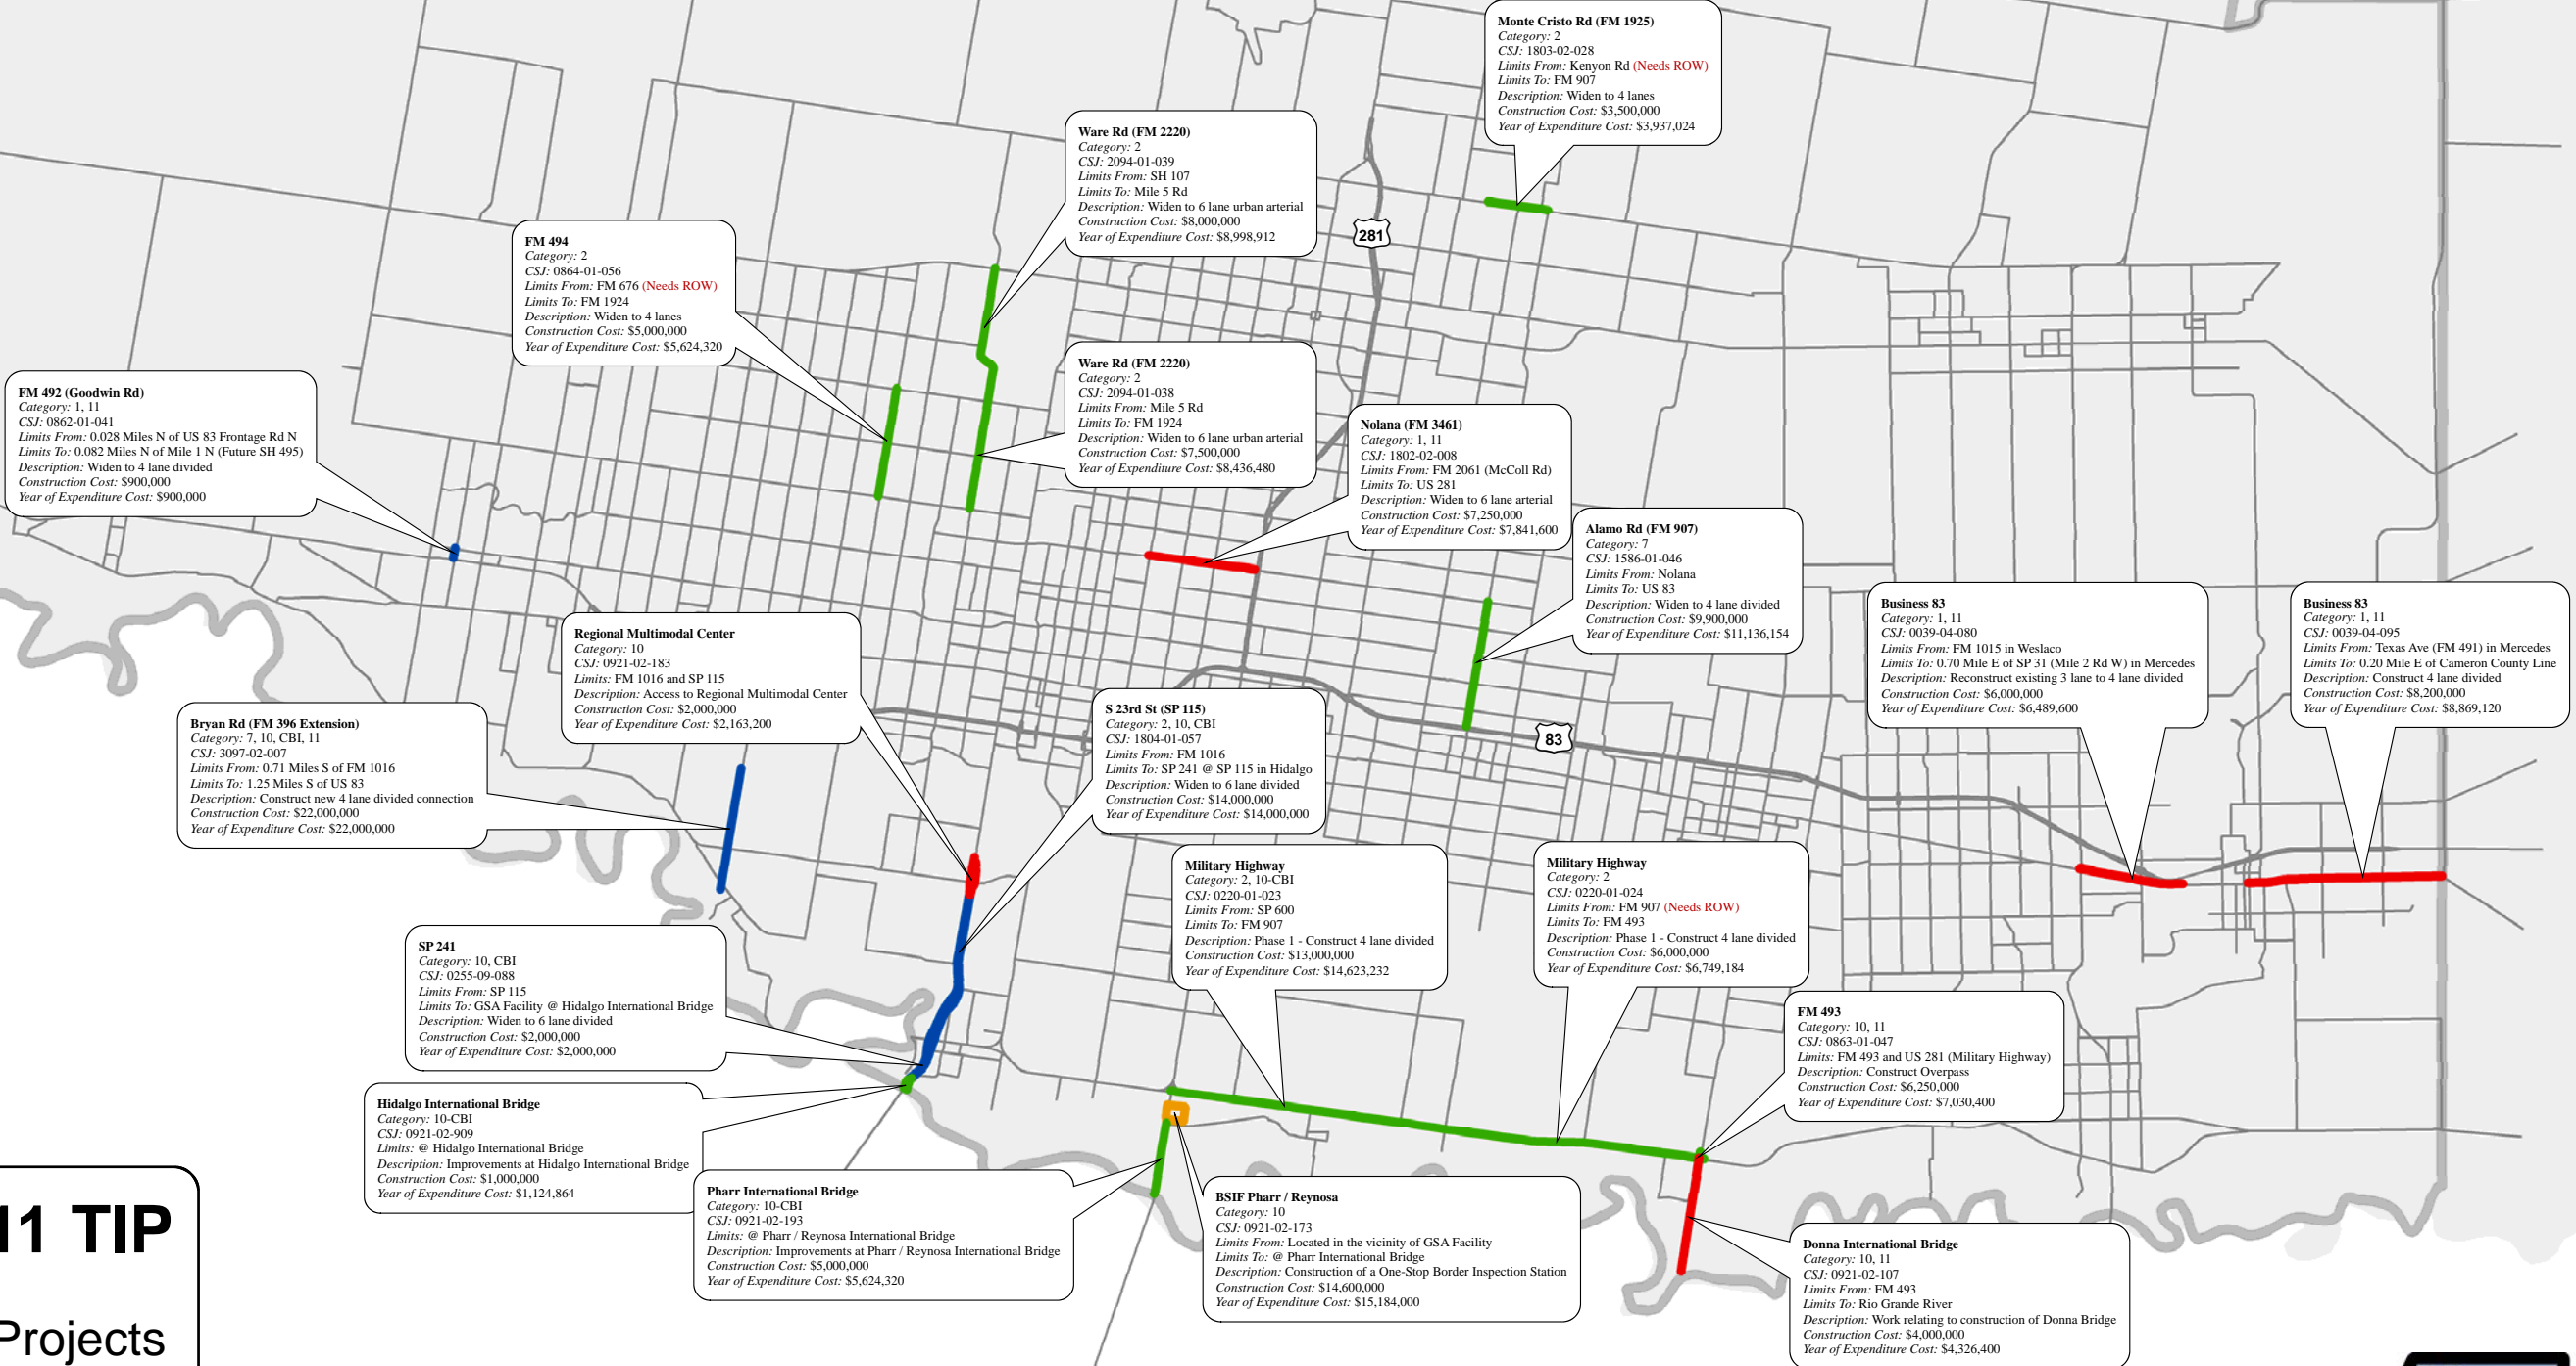 Monte Cristo Rd (FM 1925)
Category: 2
CSJ: 1803-02-028
Limits From: Kenyon Rd (Needs ROW)
Limits To: FM 907
Description: Widen to 4 lanes
Construction Cost: $3,500,000
Year of Expenditure Cost: $3,937,024
Ware Rd (FM 2220)
Category: 2
CSJ: 2094-01-039
Limits From: SH 107
Limits To: Mile 5 Rd
Description: Widen to 6 lane urban arterial
Construction Cost: $8,000,000
Year of Expenditure Cost: $8,998,912
281
FM 494
Category: 2
CSJ: 0864-01-056
Limits From: FM 676 (Needs ROW)
Limits To: FM 1924
Description: Widen to 4 lanes
Construction Cost: $5,000,000
Year of Expenditure Cost: $5,624,320
Ware Rd (FM 2220)
Category: 2
CSJ: 2094-01-038
Limits From: Mile 5 Rd
Limits To: FM 1924
Description: Widen to 6 lane urban arterial
Construction Cost: $7,500,000
Year of Expenditure Cost: $8,436,480
FM 492 (Goodwin Rd)
Category: 1, 11
CSJ: 0862-01-041
Limits From: 0.028 Miles N of US 83 Frontage Rd N
Limits To: 0.082 Miles N of Mile 1 N (Future SH 495)
Description: Widen to 4 lane divided
Construction Cost: $900,000
Year of Expenditure Cost: $900,000
Nolana (FM 3461)
Category: 1, 11
CSJ: 1802-02-008
Limits From: FM 2061 (McColl Rd)
Limits To: US 281
Description: Widen to 6 lane arterial
Construction Cost: $7,250,000
Year of Expenditure Cost: $7,841,600
Alamo Rd (FM 907)
Category: 7
CSJ: 1586-01-046
Limits From: Nolana
Limits To: US 83
Description: Widen to 4 lane divided
Construction Cost: $9,900,000
Year of Expenditure Cost: $11,136,154
Business 83
Category: 1, 11
CSJ: 0039-04-080
Limits From: FM 1015 in Weslaco
Limits To: 0.70 Mile E of SP 31 (Mile 2 Rd W) in Mercedes
Description: Reconstruct existing 3 lane to 4 lane divided
Construction Cost: $6,000,000
Year of Expenditure Cost: $6,489,600
Business 83
Category: 1, 11
CSJ: 0039-04-095
Limits From: Texas Ave (FM 491) in Mercedes
Limits To: 0.20 Mile E of Cameron County Line
Description: Construct 4 lane divided
Construction Cost: $8,200,000
Year of Expenditure Cost: $8,869,120
Regional Multimodal Center
Category: 10
CSJ: 0921-02-183
Limits: FM 1016 and SP 115
Description: Access to Regional Multimodal Center
Construction Cost: $2,000,000
Year of Expenditure Cost: $2,163,200
Bryan Rd (FM 396 Extension)
Category: 7, 10, CBI, 11
CSJ: 3097-02-007
Limits From: 0.71 Miles S of FM 1016
Limits To: 1.25 Miles S of US 83
Description: Construct new 4 lane divided connection
Construction Cost: $22,000,000
Year of Expenditure Cost: $22,000,000
S 23rd St (SP 115)
Category: 2, 10, CBI
CSJ: 1804-01-057
Limits From: FM 1016
Limits To: SP 241 @ SP 115 in Hidalgo
Description: Widen to 6 lane divided
Construction Cost: $14,000,000
Year of Expenditure Cost: $14,000,000
83
Military Highway
Category: 2, 10-CBI
CSJ: 0220-01-023
Limits From: SP 600
Limits To: FM 907
Description: Phase 1 - Construct 4 lane divided
Construction Cost: $13,000,000
Year of Expenditure Cost: $14,623,232
Military Highway
Category: 2
CSJ: 0220-01-024
Limits From: FM 907 (Needs ROW)
Limits To: FM 493
Description: Phase 1 - Construct 4 lane divided
Construction Cost: $6,000,000
Year of Expenditure Cost: $6,749,184
SP 241
Category: 10, CBI
CSJ: 0255-09-088
Limits From: SP 115
Limits To: GSA Facility @ Hidalgo International Bridge
Description: Widen to 6 lane divided
Construction Cost: $2,000,000
Year of Expenditure Cost: $2,000,000
FM 493
Category: 10, 11
CSJ: 0863-01-047
Limits: FM 493 and US 281 (Military Highway)
Description: Construct Overpass
Construction Cost: $6,250,000
Year of Expenditure Cost: $7,030,400
Hidalgo International Bridge
Category: 10-CBI
CSJ: 0921-02-909
Limits: @ Hidalgo International Bridge
Description: Improvements at Hidalgo International Bridge
Construction Cost: $1,000,000
Year of Expenditure Cost: $1,124,864
Pharr International Bridge
Category: 10-CBI
CSJ: 0921-02-193
Limits: @ Pharr / Reynosa International Bridge
Description: Improvements at Pharr / Reynosa International Bridge
Construction Cost: $5,000,000
Year of Expenditure Cost: $5,624,320
BSIF Pharr / Reynosa
Category: 10
CSJ: 0921-02-173
Limits From: Located in the vicinity of GSA Facility
Limits To: @ Pharr International Bridge
Description: Construction of a One-Stop Border Inspection Station
Construction Cost: $14,600,000
Year of Expenditure Cost: $15,184,000
Donna International Bridge
Category: 10, 11
CSJ: 0921-02-107
Limits From: FM 493
Limits To: Rio Grande River
Description: Work relating to construction of Donna Bridge
Construction Cost: $4,000,000
Year of Expenditure Cost: $4,326,400
11 TIP
Projects